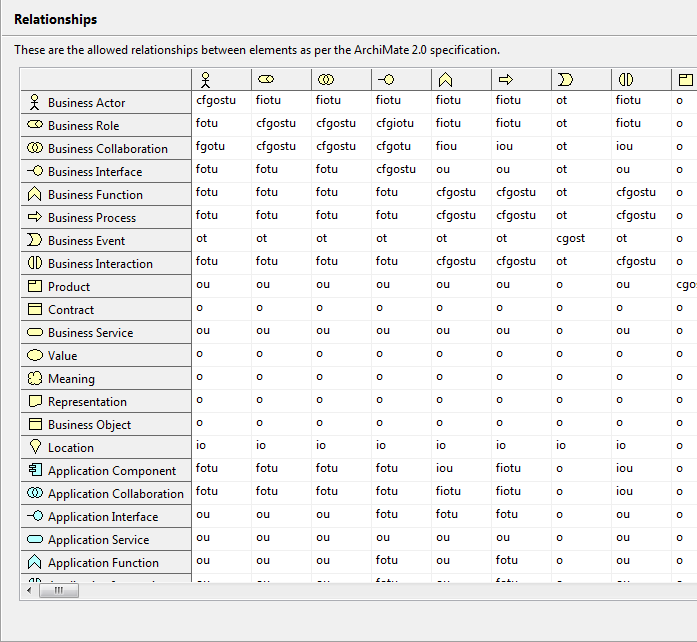 Relationships
These are the allowed relationships between elements as per the ArchiMate 2.0 specification.
Business Actor cfgostu fiotu fiotu fiotu fiotu fiotu ot fiotu o
Business Role fotu cfgostu cfgostu cfgiotu fiotu fiotu ot fiotu o
Business Collaboration fgotu cfgostu cfgostu cfgotu fiou iou ot iou o
Business Interface fotu fotu fotu cfgostu ou ou ot ou o
Business Function fotu fotu fotu fotu cfgostu cfgostu ot cfgostu o
Business Process fotu fotu fotu fotu cfgostu cfgostu ot cfgostu o
Business Event ot ot ot ot ot ot cgost ot o
Business Interaction fotu fotu fotu fotu cfgostu cfgostu ot cfgostu o
Product ou ou ou ou ou ou o ou cgo
Contract o o o o o o o o o
Business Service ou ou ou ou ou ou o ou o
Value o o o o o o o o o
Meaning o o o o o o o o o
Representation o o o o o o o o o
Business Object o o o o o o o o o
Location io io io io io io io io o
Application Component fotu fotu fotu fotu iou fiotu o iou o
Application Collaboration fotu fotu fotu fotu fiotu fiotu o iou o
Application Interface ou ou ou fotu fotu fotu o ou o
Application Service ou ou ou ou ou ou o ou o
Application Function ou ou ou fotu ou fotu o ou o